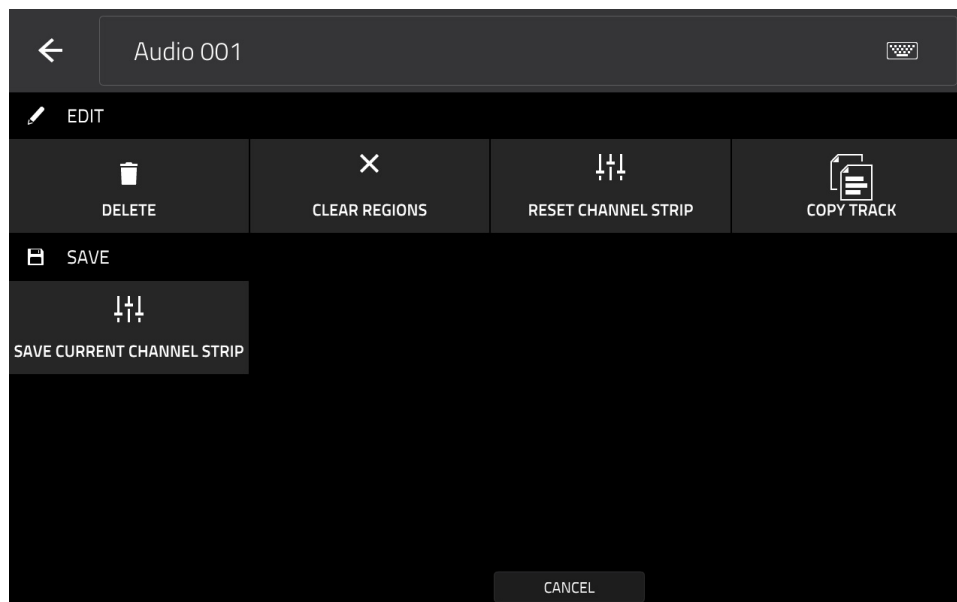 Audio 001
EDIT
DELETE
CLEAR REGIONS
RESET CHANNEL STRIP
COPY TRACK
SAVE
SAVE CURRENT CHANNEL STRIP
CANCEL